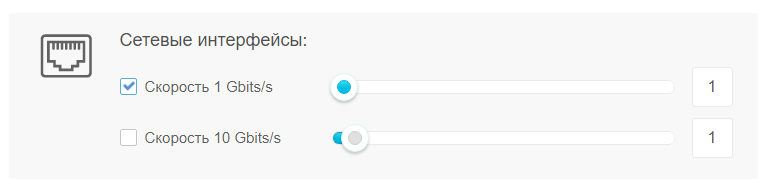 Сетевые интерфейсы:
Скорость 1 Gbits/s 1
Скорость 10 Gbits/s 1